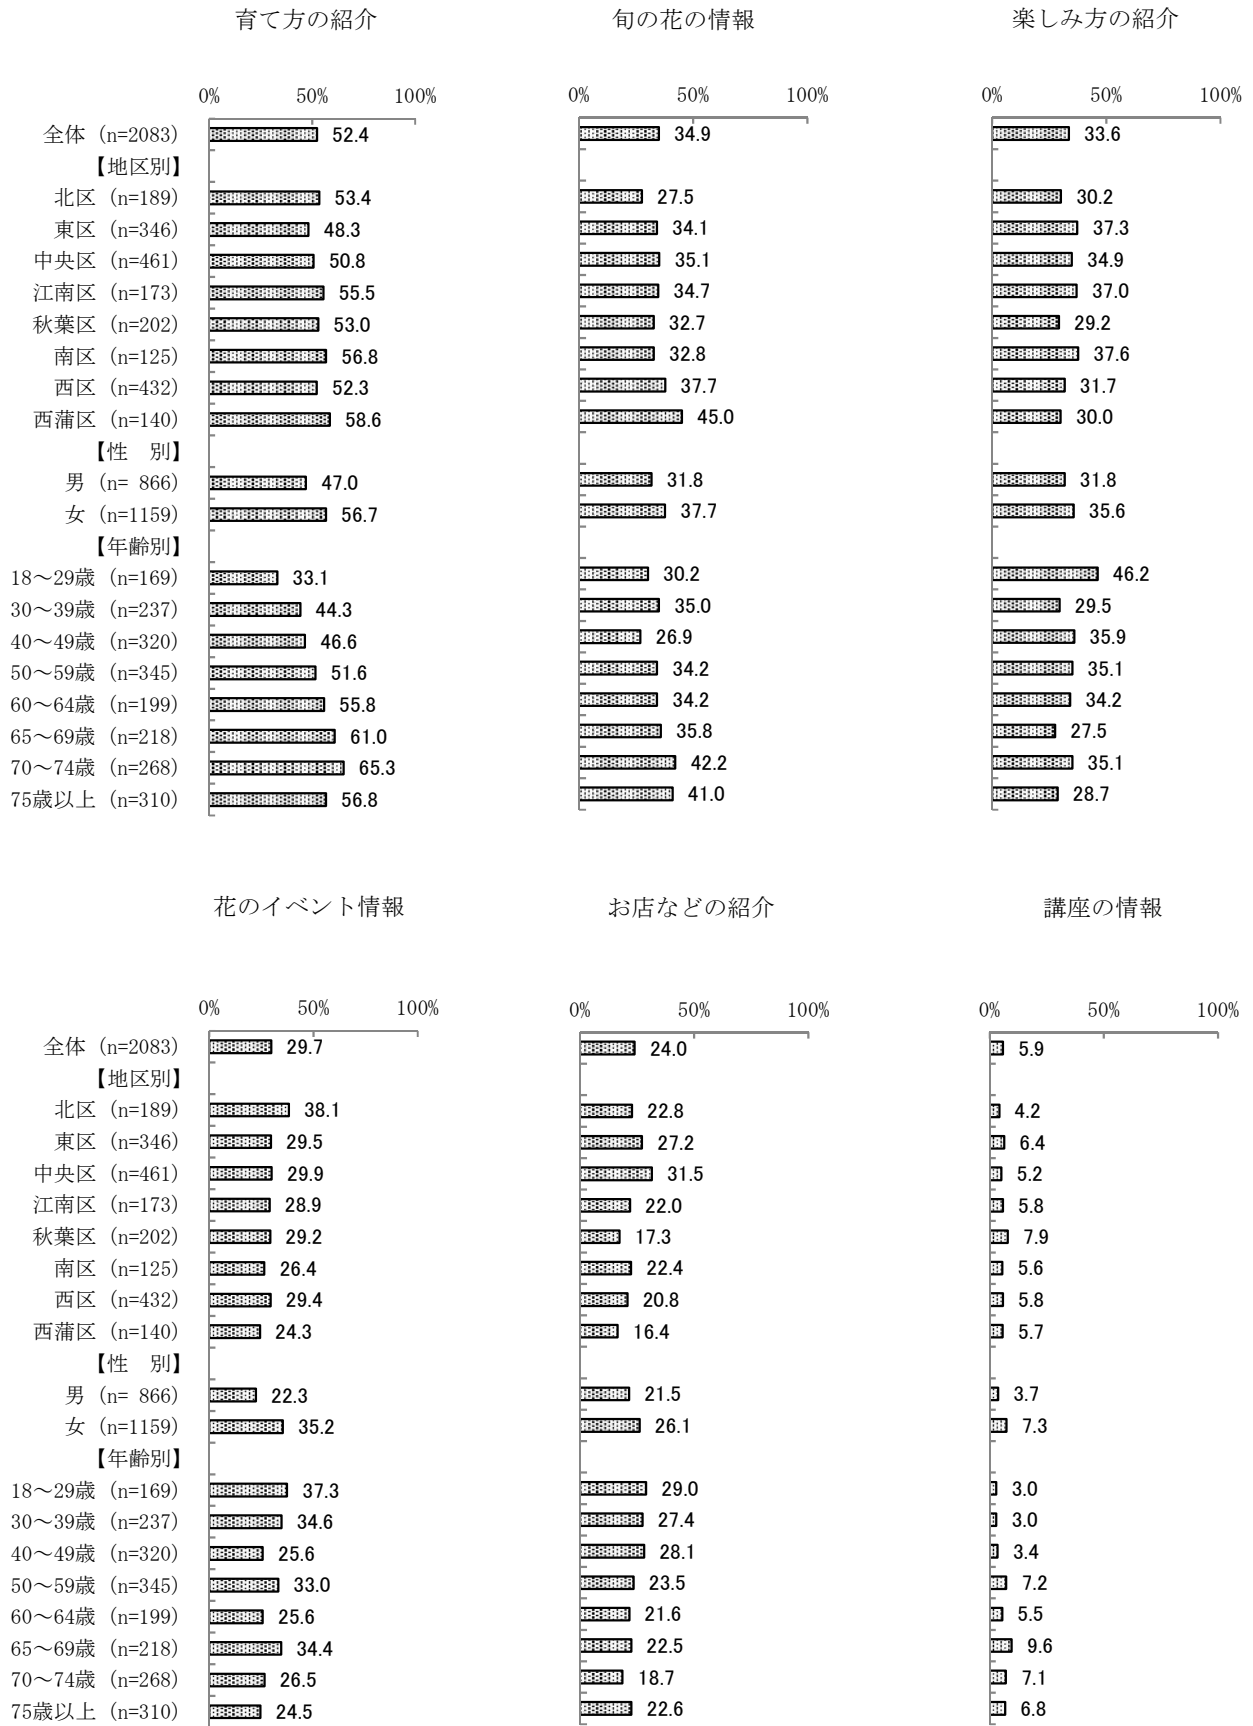 育て方の紹介 旬の花の情報 楽しみ方の紹介
0% 50% 100% 0% 50% 100% 0% 50% 100%
全体 (n=2083) 52.4 34.9 33.6
【地区別】
北区 (n=189) 53.4 27.5 30.2
東区 (n=346) 48.3 34.1 37.3
中央区 (n=461) 50.8 35.1 34.9
江南区 (n=173) 55.5 34.7 37.0
秋葉区 (n=202) 53.0 32.7 29.2
南区 (n=125) 56.8 32.8 37.6
西区 (n=432) 52.3 37.7 31.7
西蒲区 (n=140) 58.6 45.0 30.0
【性　別】
男 (n= 866) 47.0 31.8 31.8
女 (n=1159) 56.7 37.7 35.6
【年齢別】
18～29歳 (n=169) 33.1 30.2 46.2
30～39歳 (n=237) 44.3 35.0 29.5
40～49歳 (n=320) 46.6 26.9 35.9
50～59歳 (n=345) 51.6 34.2 35.1
60～64歳 (n=199) 55.8 34.2 34.2
65～69歳 (n=218) 61.0 35.8 27.5
70～74歳 (n=268) 65.3 42.2 35.1
75歳以上 (n=310) 56.8 41.0 28.7
花のイベント情報 お店などの紹介 講座の情報
0% 50% 100% 0% 50% 100% 0% 50% 100%
全体 (n=2083) 29.7 24.0 5.9
【地区別】
北区 (n=189) 38.1 22.8 4.2
東区 (n=346) 29.5 27.2 6.4
中央区 (n=461) 29.9 31.5 5.2
江南区 (n=173) 28.9 22.0 5.8
秋葉区 (n=202) 29.2 17.3 7.9
南区 (n=125) 26.4 22.4 5.6
西区 (n=432) 29.4 20.8 5.8
西蒲区 (n=140) 24.3 16.4 5.7
【性　別】
男 (n= 866) 22.3 21.5 3.7
女 (n=1159) 35.2 26.1 7.3
【年齢別】
18～29歳 (n=169) 37.3 29.0 3.0
30～39歳 (n=237) 34.6 27.4 3.0
40～49歳 (n=320) 25.6 28.1 3.4
50～59歳 (n=345) 33.0 23.5 7.2
60～64歳 (n=199) 25.6 21.6 5.5
65～69歳 (n=218) 34.4 22.5 9.6
70～74歳 (n=268) 26.5 18.7 7.1
75歳以上 (n=310) 24.5 22.6 6.8